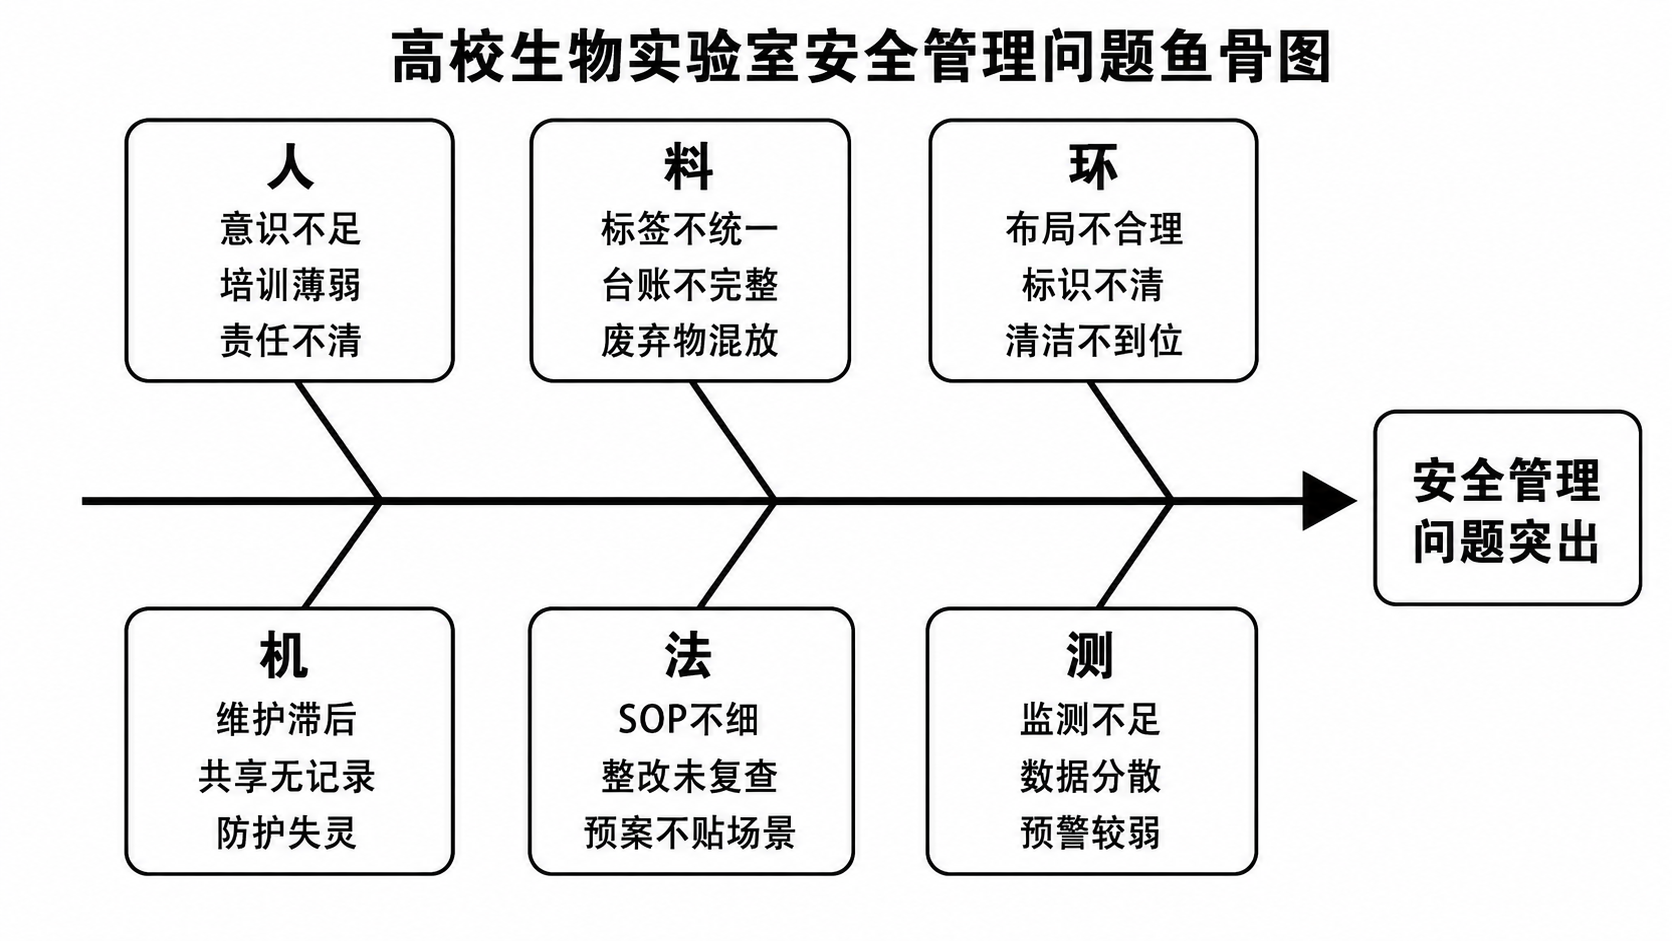 高校生物实验室安全管理问题鱼骨图
人
意识不足
培训薄弱
责任不清
料
标签不统一
台账不完整
废弃物混放
环
布局不合理
标识不清
清洁不到位
安全管理
问题突出
机
维护滞后
共享无记录
防护失灵
法
SOP不细
整改未复查
预案不贴场景
测
监测不足
数据分散
预警较弱